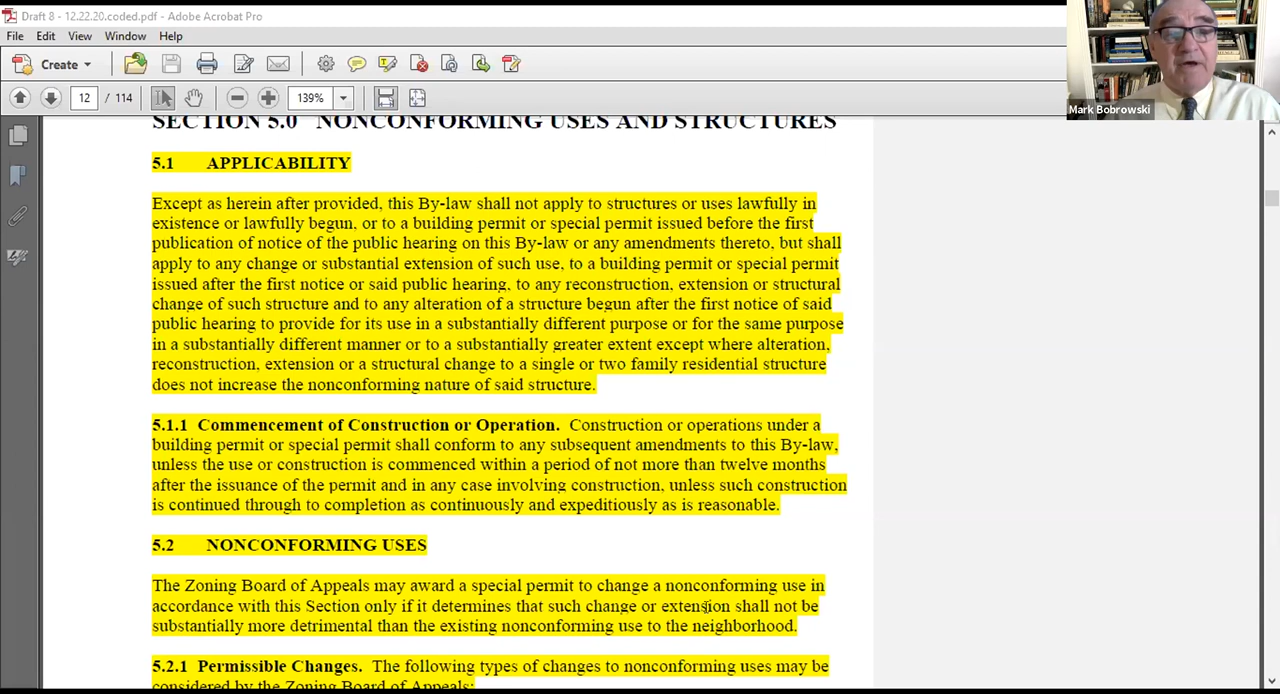 Draft 8 - 12.22.20.coded.pdf - Adobe Acrobat Pro
File Edit View Window Help
Create
12 / 114 139%
Mark Bobrowski
SECTION 5.0 NONCONFORMING USES AND STRUCTURES
5.1 APPLICABILITY
Except as herein after provided, this By-law shall not apply to structures or uses lawfully in
existence or lawfully begun, or to a building permit or special permit issued before the first
publication of notice of the public hearing on this By-law or any amendments thereto, but shall
apply to any change or substantial extension of such use, to a building permit or special permit
issued after the first notice or said public hearing, to any reconstruction, extension or structural
change of such structure and to any alteration of a structure begun after the first notice of said
public hearing to provide for its use in a substantially different purpose or for the same purpose
in a substantially different manner or to a substantially greater extent except where alteration,
reconstruction, extension or a structural change to a single or two family residential structure
does not increase the nonconforming nature of said structure.
5.1.1 Commencement of Construction or Operation. Construction or operations under a
building permit or special permit shall conform to any subsequent amendments to this By-law,
unless the use or construction is commenced within a period of not more than twelve months
after the issuance of the permit and in any case involving construction, unless such construction
is continued through to completion as continuously and expeditiously as is reasonable.
5.2 NONCONFORMING USES
The Zoning Board of Appeals may award a special permit to change a nonconforming use in
accordance with this Section only if it determines that such change or extension shall not be
substantially more detrimental than the existing nonconforming use to the neighborhood.
5.2.1 Permissible Changes. The following types of changes to nonconforming uses may be
considered by the Zoning Board of Appeals: